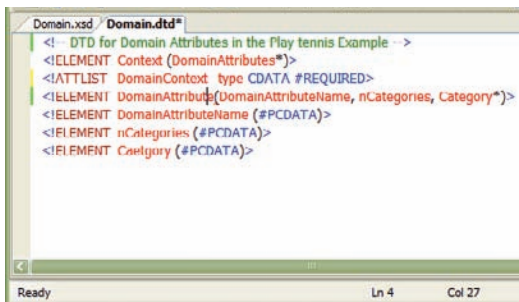 Domain.xsd Domain.dtd*
<!-- DTD for Domain Attributes in the Play tennis Example -->
<!ELEMENT Context (DomainAttributes*)>
<!ATTLIST DomainContext type CDATA #REQUIRED>
<!ELEMENT DomainAttribute(DomainAttributeName, nCategories, Category*)>
<!ELEMENT DomainAttributeName (#PCDATA)>
<!ELEMENT nCategories (#PCDATA)>
<!ELEMENT Caetgory (#PCDATA)>
Ready Ln 4 Col 27